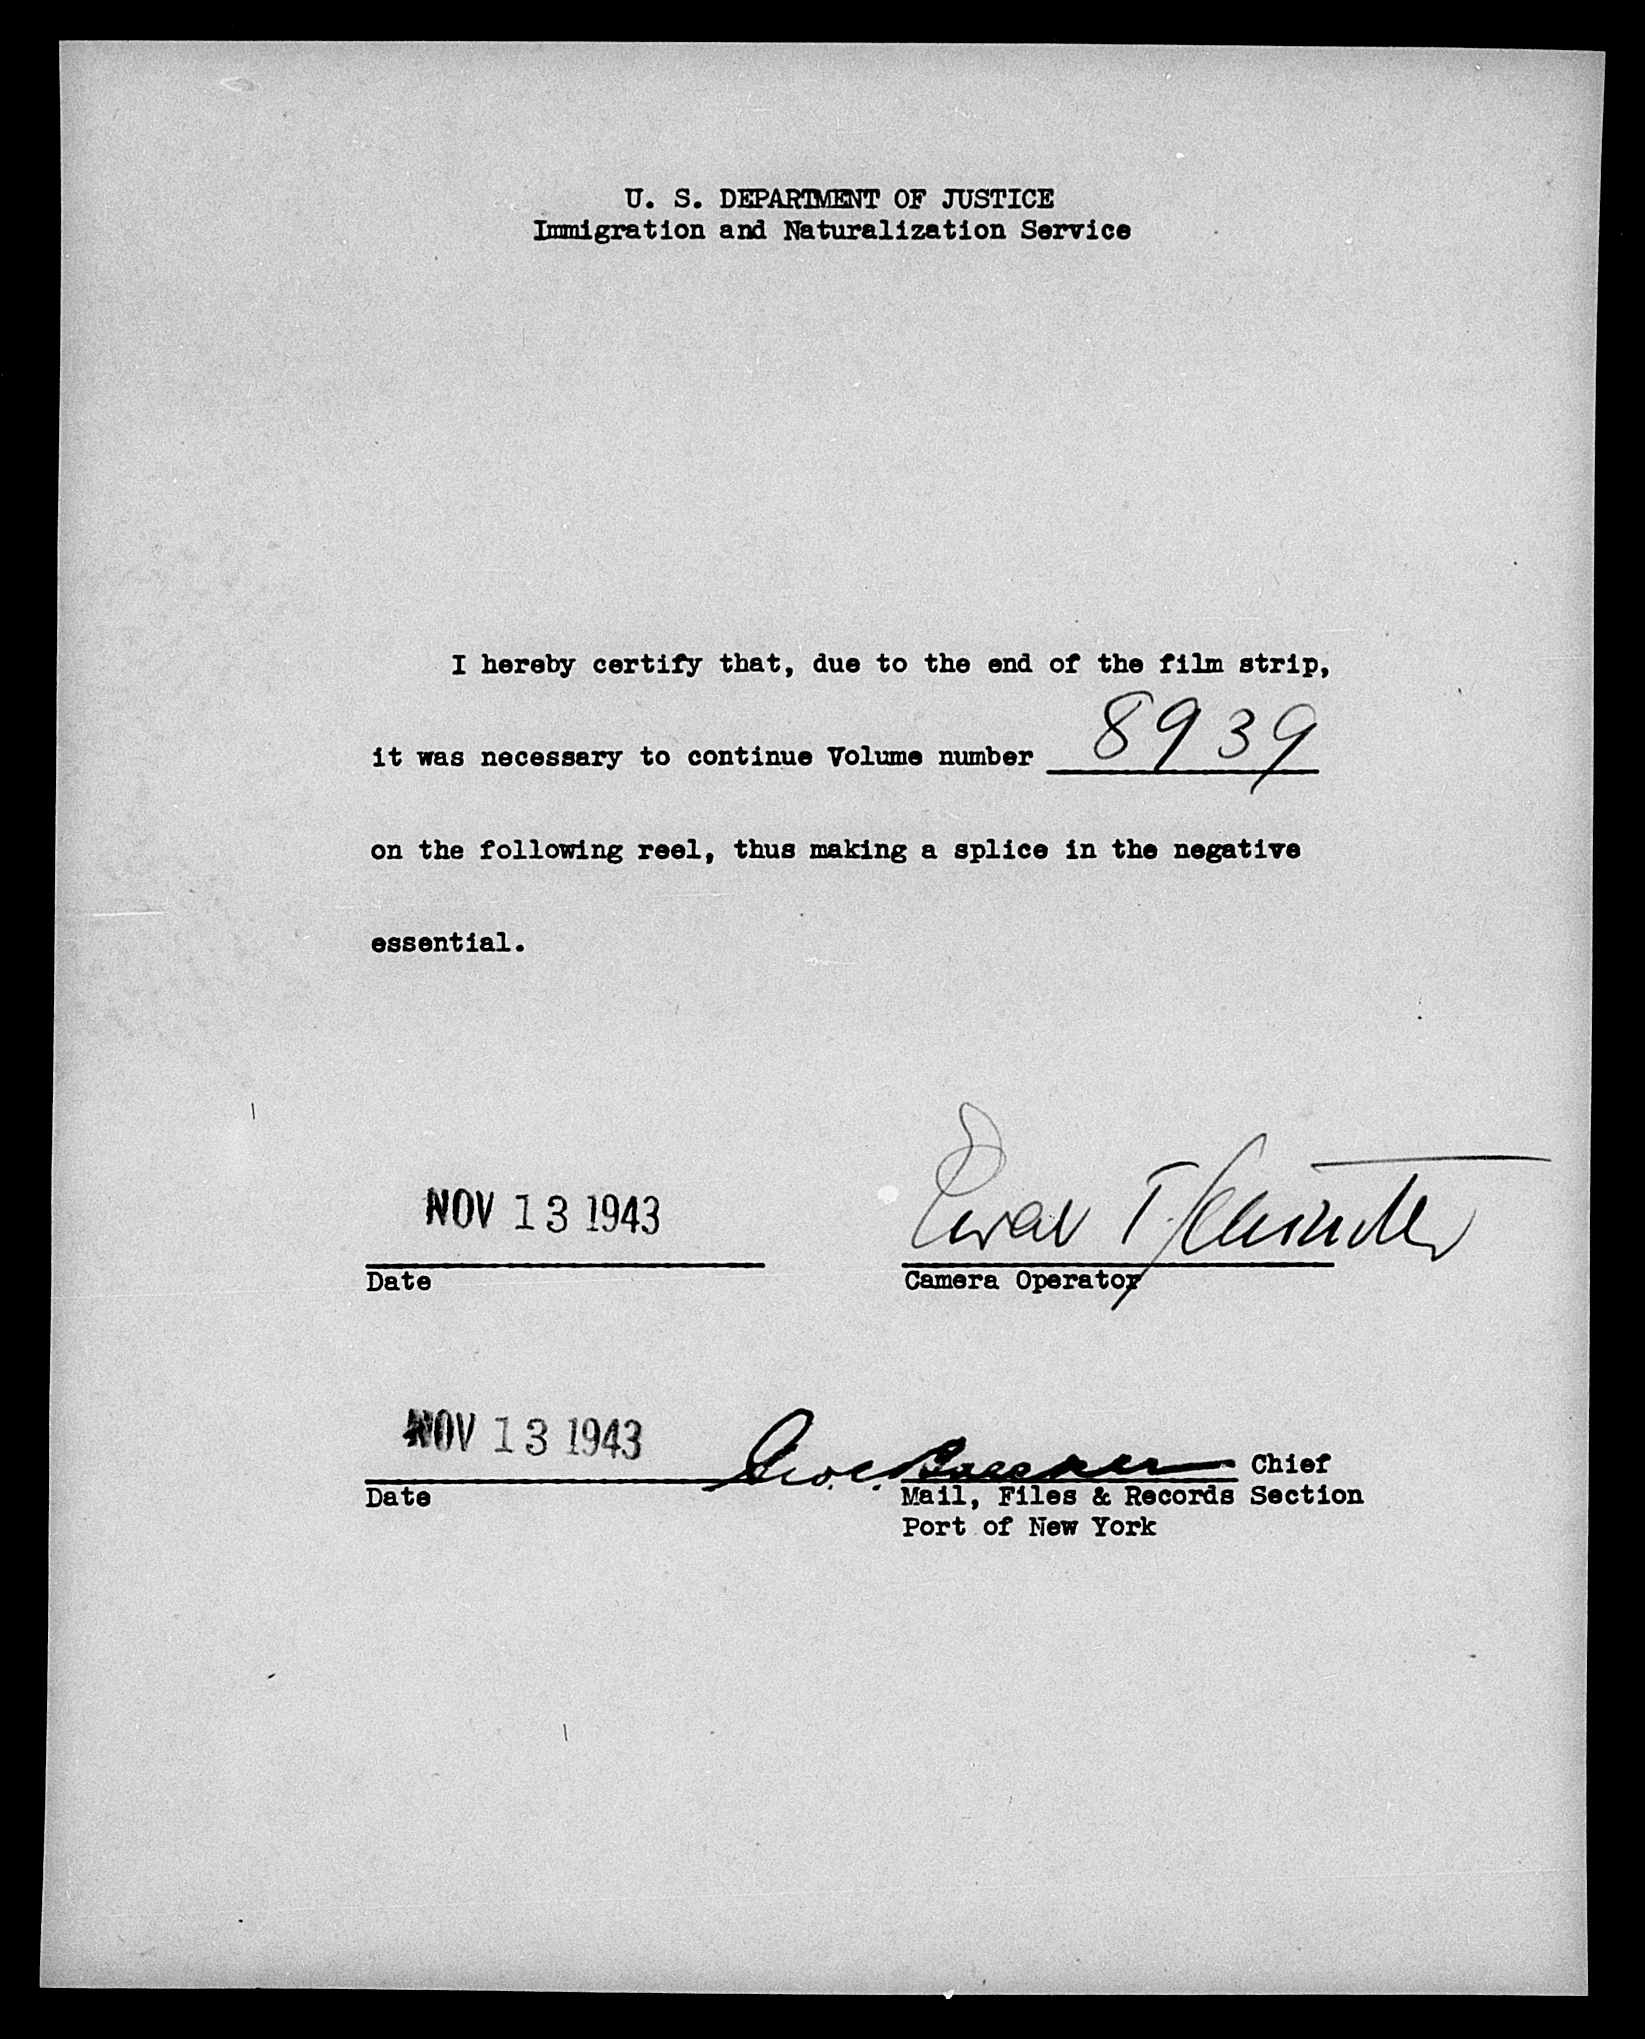 U. S. DEPARTMENT OF JUSTICE
Immigration and Naturalization Service
I hereby certify that, due to the end of the film strip,
it was necessary to continue Volume number 8939
on the following reel, thus making a splice in the negative
essential.
NOV 13 1943
Date
Camera Operator
NOV 13 1943
Geo. Chief
Date
Mail, Files & Records Section
Port of New York